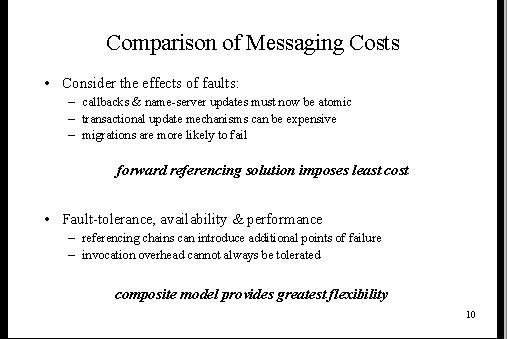 Comparison of Messaging Costs
• Consider the effects of faults:
– callbacks & name-server updates must now be atomic
– transactional update mechanisms can be expensive
– migrations are more likely to fail
forward referencing solution imposes least cost
• Fault-tolerance, availability & performance
– referencing chains can introduce additional points of failure
– invocation overhead cannot always be tolerated
composite model provides greatest flexibility
10